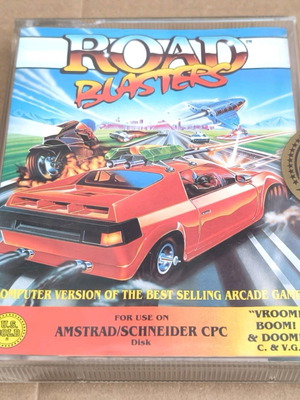 ROAD
BLASTERS
COMPUTER VERSION OF THE BEST SELLING ARCADE GAME
U.S.
GOLD
FOR USE ON
AMSTRAD/SCHNEIDER CPC
Disk
"VROOM!
BOOM!
& DOOM!
C. & V.G.